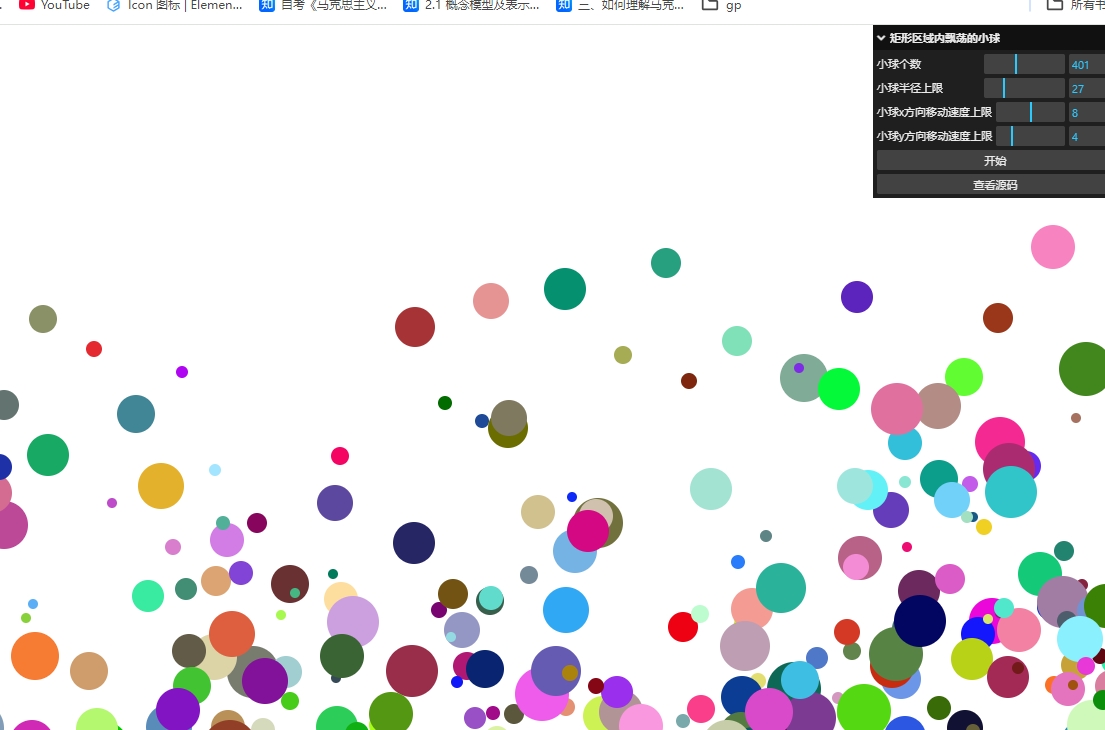 YouTube Icon 图标 | Elemen... 知 自考《马克思主义... 知 2.1 概念模型及表示... 知 三、如何理解马克... gp 所有书
矩形区域内飘荡的小球
小球个数 401
小球半径上限 27
小球x方向移动速度上限 8
小球y方向移动速度上限 4
开始
查看源码